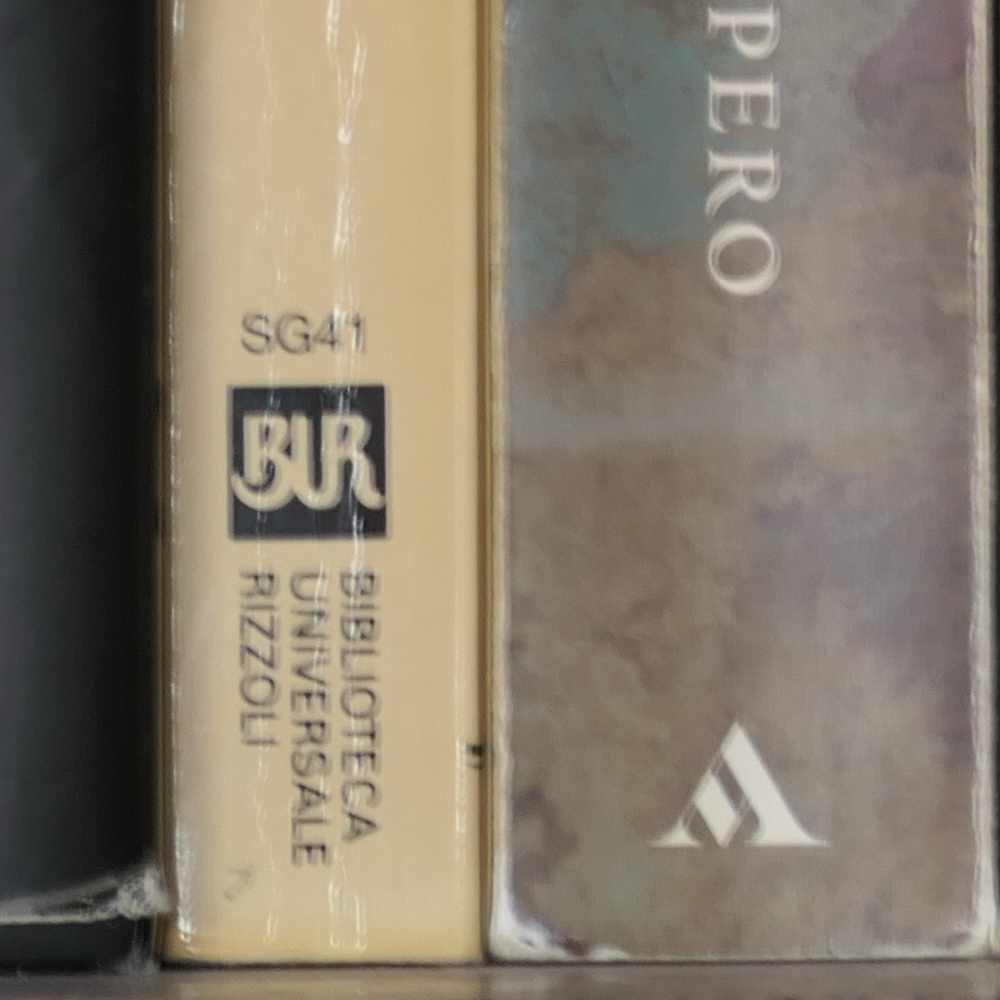 SG41
BUR
BIBLIOTECA
UNIVERSALE
RIZZOLI
PERO